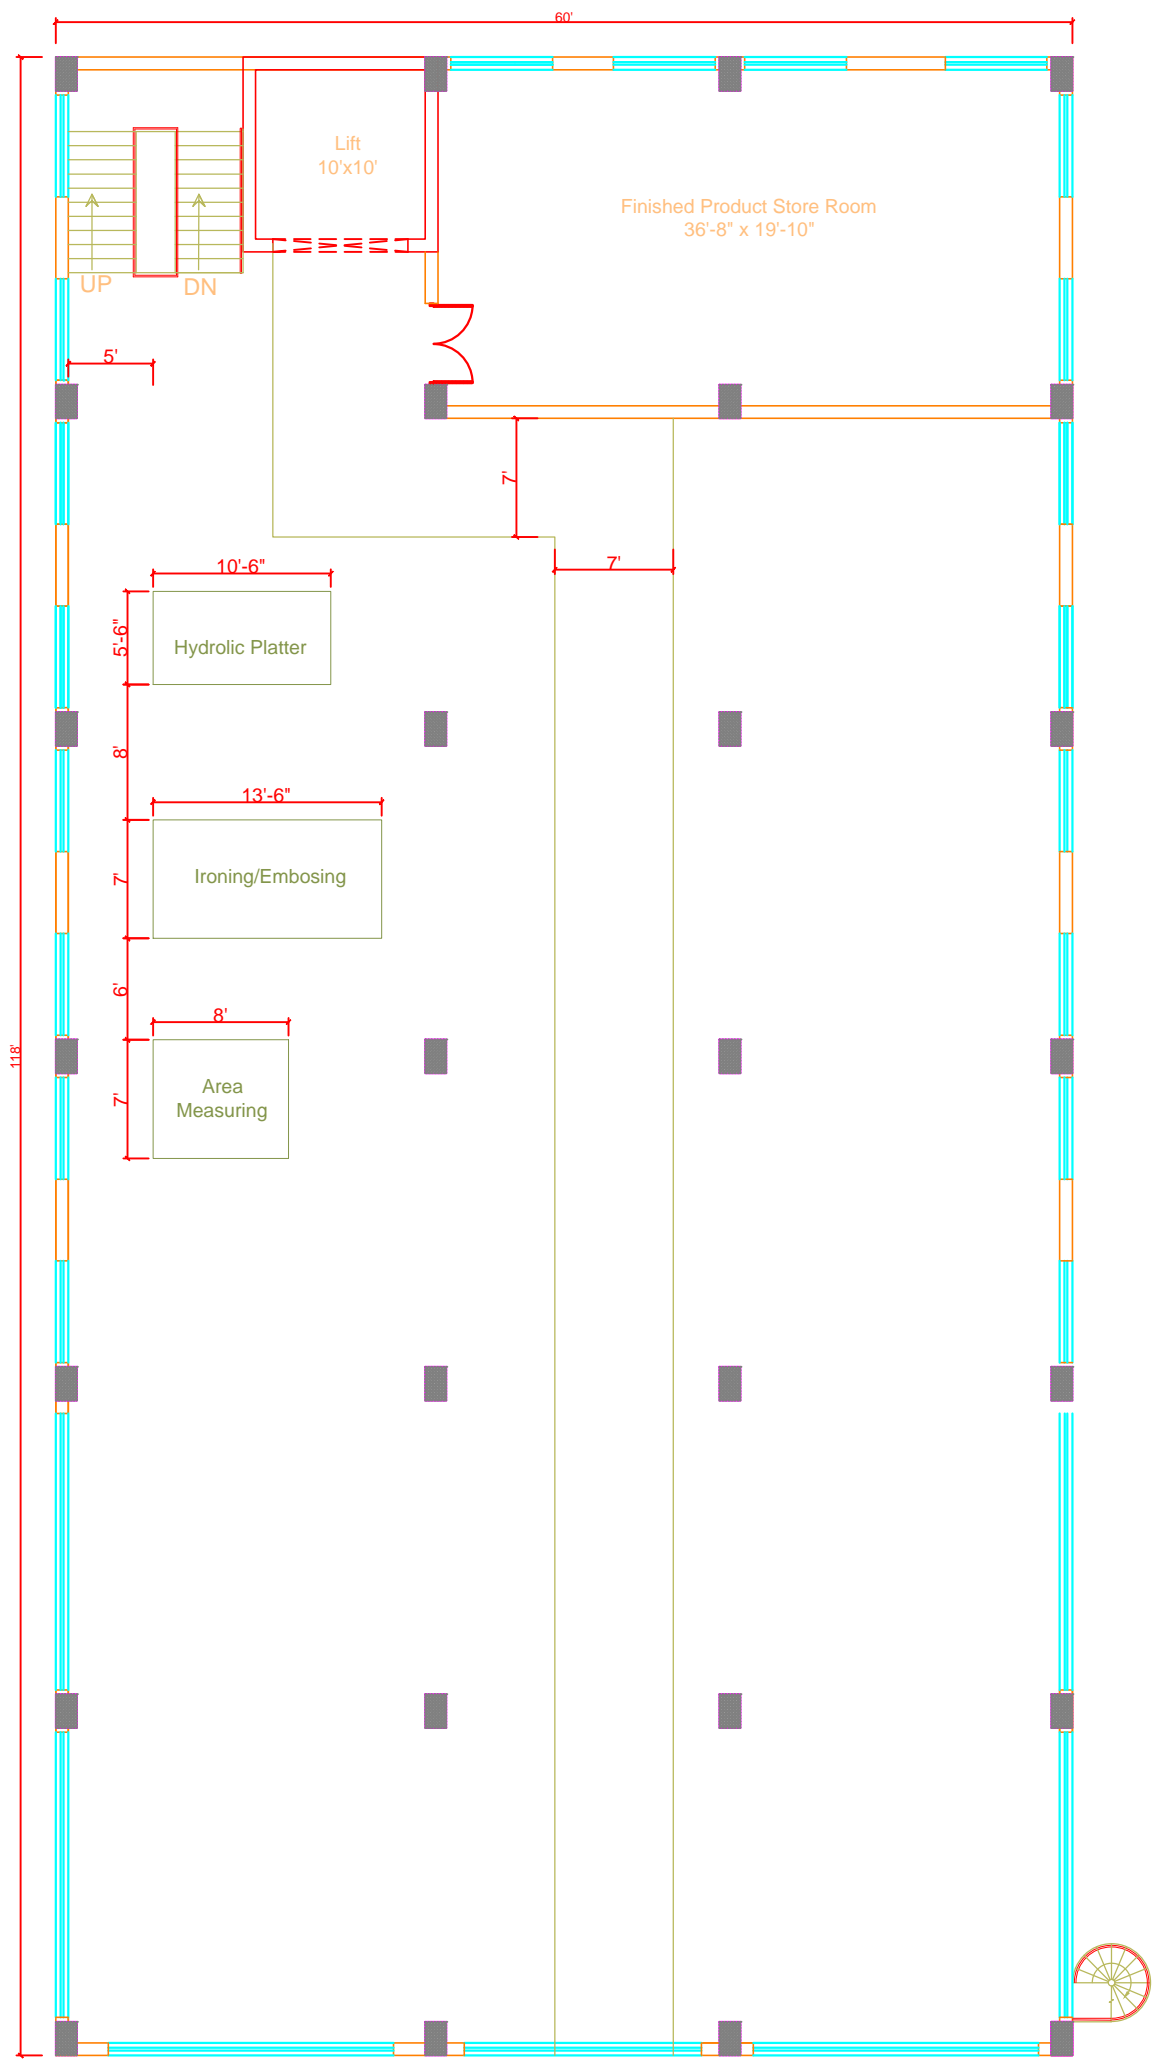 60'
Lift
10'x10'
Finished Product Store Room
36'-8" x 19'-10"
UP
DN
5'
7'
7'
10'-6"
5'-6"
Hydrolic Platter
8'
13'-6"
7'
Ironing/Embosing
6'
8'
118'
7'
Area
Measuring